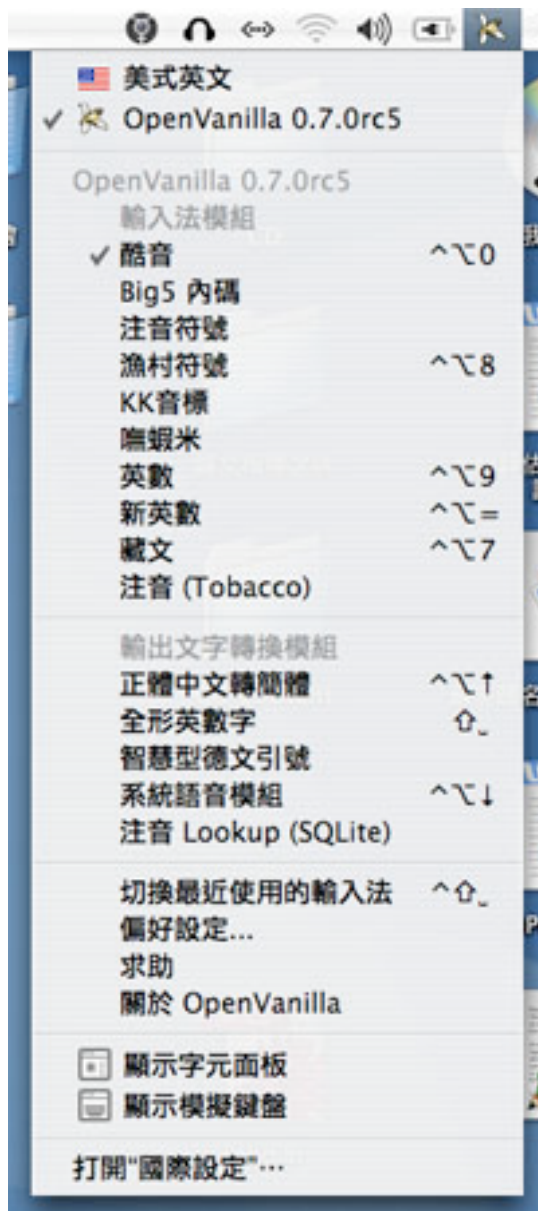 美式英文
✓ OpenVanilla 0.7.0rc5
OpenVanilla 0.7.0rc5
輸入法模組
✓ 酷音 ^⌥0
Big5 內碼
注音符號
漁村符號 ^⌥8
KK音標
嘸蝦米
英數 ^⌥9
新英數 ^⌥=
藏文 ^⌥7
注音 (Tobacco)
輸出文字轉換模組
正體中文轉簡體 ^⌥↑
全形英數字 ⇧_
智慧型德文引號
系統語音模組 ^⌥↓
注音 Lookup (SQLite)
切換最近使用的輸入法 ^⇧_
偏好設定...
求助
關於 OpenVanilla
顯示字元面板
顯示模擬鍵盤
打開"國際設定"…